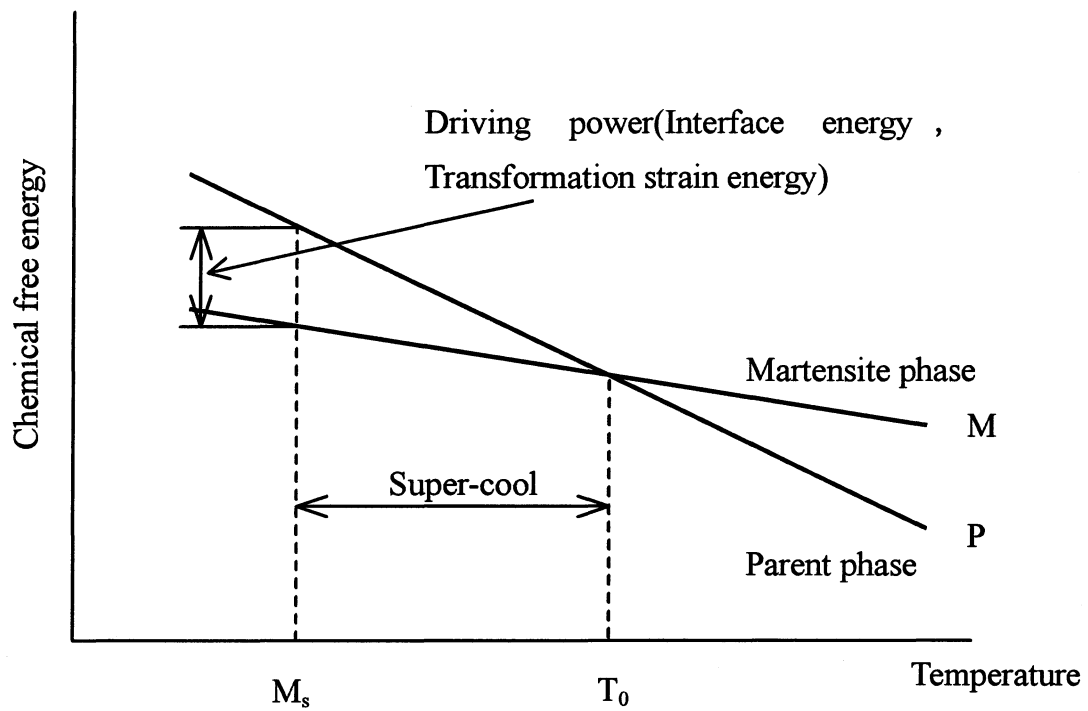 Driving power(Interface energy ,
Transformation strain energy)
Chemical free energy
Martensite phase
M
Super-cool
P
Parent phase
Ms
T0
Temperature